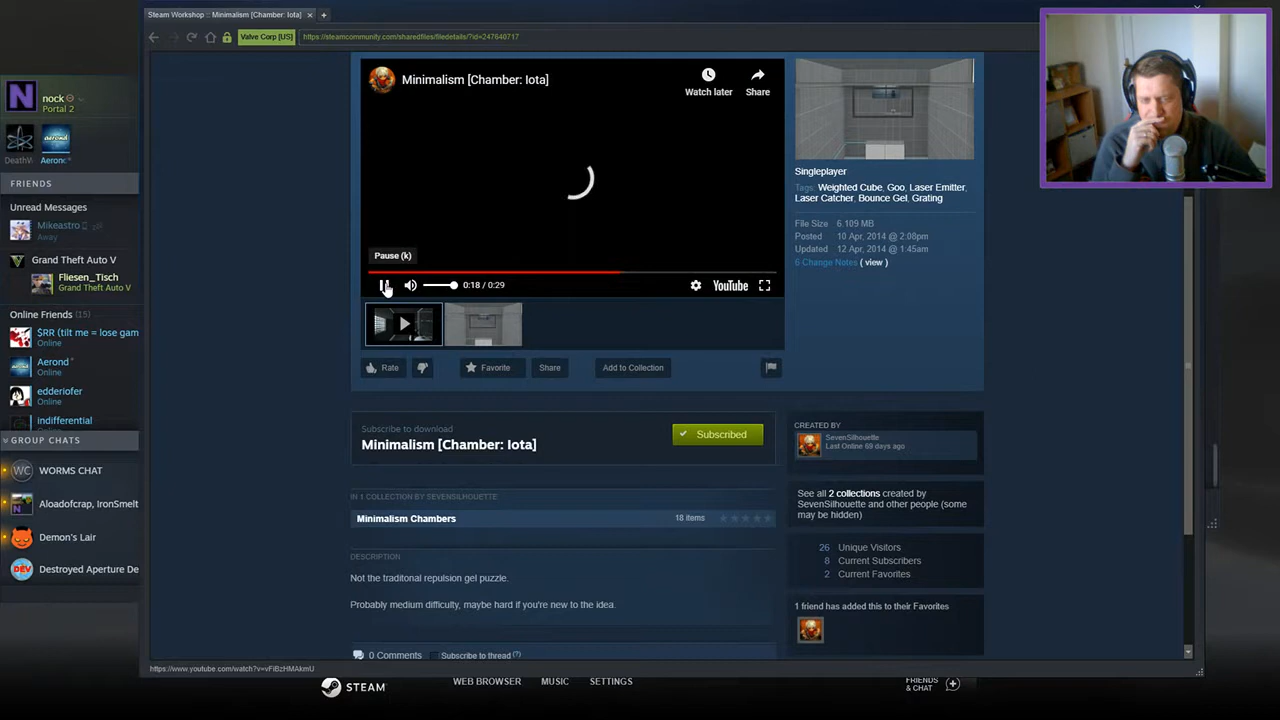 Steam Workshop :: Minimalism [Chamber: Iota]
Valve Corp [US]
https://steamcommunity.com/sharedfiles/filedetails/?id=247640717
N
nock
Portal 2
DeathV
Aeronc
FRIENDS
Unread Messages
Mikeastro
Away
Grand Theft Auto V
Fliesen_Tisch
Grand Theft Auto V
Online Friends (15)
$RR (tilt me = lose gam
Online
Aerond
Online
edderiofer
Online
indifferential
Online
GROUP CHATS
WC WORMS CHAT
Aloadofcrap, IronSmelt
Demon's Lair
DEV Destroyed Aperture De
Minimalism [Chamber: Iota]
Watch later
Share
Pause (k)
0:18 / 0:29
YouTube
Rate
Favorite
Share
Add to Collection
Singleplayer
Tags: Weighted Cube, Goo, Laser Emitter,
Laser Catcher, Bounce Gel, Grating
File Size 6.109 MB
Posted 10 Apr, 2014 @ 2:08pm
Updated 12 Apr, 2014 @ 1:45am
6 Change Notes ( view )
Subscribe to download
Minimalism [Chamber: Iota]
Subscribed
IN 1 COLLECTION BY SEVENSILHOUETTE
Minimalism Chambers
18 items
DESCRIPTION
Not the traditonal repulsion gel puzzle.
Probably medium difficulty, maybe hard if you're new to the idea.
0 Comments
Subscribe to thread (?)
CREATED BY
SevenSilhouette
Last Online 69 days ago
See all 2 collections created by
SevenSilhouette and other people (some
may be hidden)
26 Unique Visitors
8 Current Subscribers
2 Current Favorites
1 friend has added this to their Favorites
https://www.youtube.com/watch?v=vFiBzHMAkmU
STEAM
WEB BROWSER
MUSIC
SETTINGS
FRIENDS
& CHAT